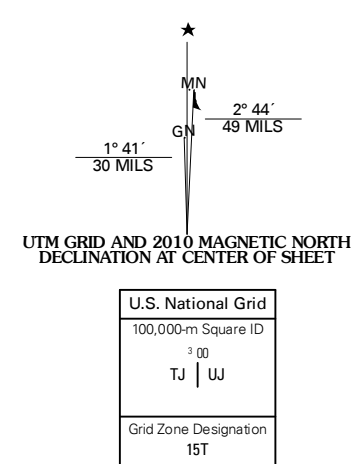 ★
MN
GN
2° 44´
49 MILS
1° 41´
30 MILS
UTM GRID AND 2010 MAGNETIC NORTH
DECLINATION AT CENTER OF SHEET
U.S. National Grid
100,000-m Square ID
3 00
TJ UJ
Grid Zone Designation
15T